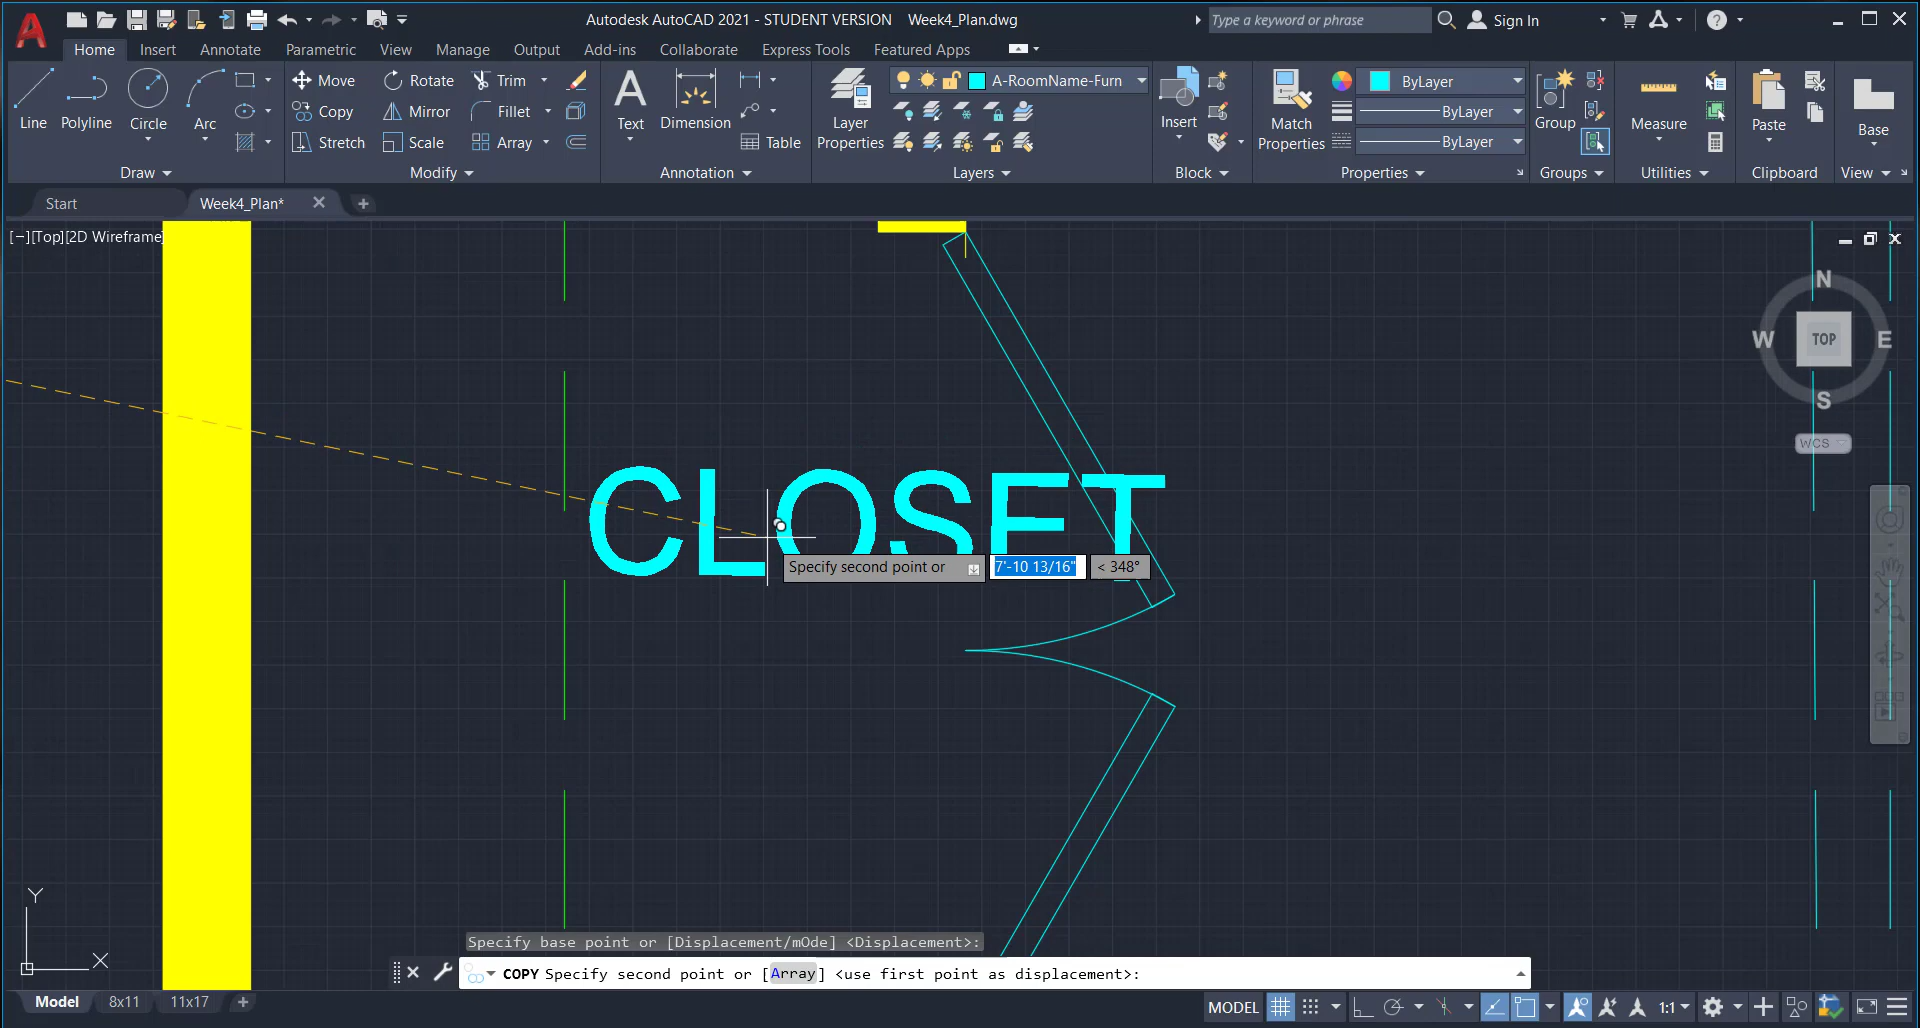 Autodesk AutoCAD 2021 - STUDENT VERSION Week4_Plan.dwg
Type a keyword or phrase
Sign In
Home Insert Annotate Parametric View Manage Output Add-ins Collaborate Express Tools Featured Apps
Line
Polyline
Circle
Arc
Draw
Move
Rotate
Trim
Copy
Mirror
Fillet
Stretch
Scale
Array
Modify
Text
Dimension
Table
Annotation
Layer
Properties
A-RoomName-Furn
Layers
Insert
Block
Match
Properties
ByLayer
ByLayer
ByLayer
Properties
Group
Groups
Measure
Utilities
Paste
Clipboard
Base
View
Start
Week4_Plan*
[−][Top][2D Wireframe]
N
W
TOP
E
S
WCS
CLOSET
Specify second point or
7'-10 13/16"
< 348°
Y
X
Specify base point or [Displacement/mOde] <Displacement>:
COPY Specify second point or [Array] <use first point as displacement>:
Model 8x11 11x17
MODEL
1:1